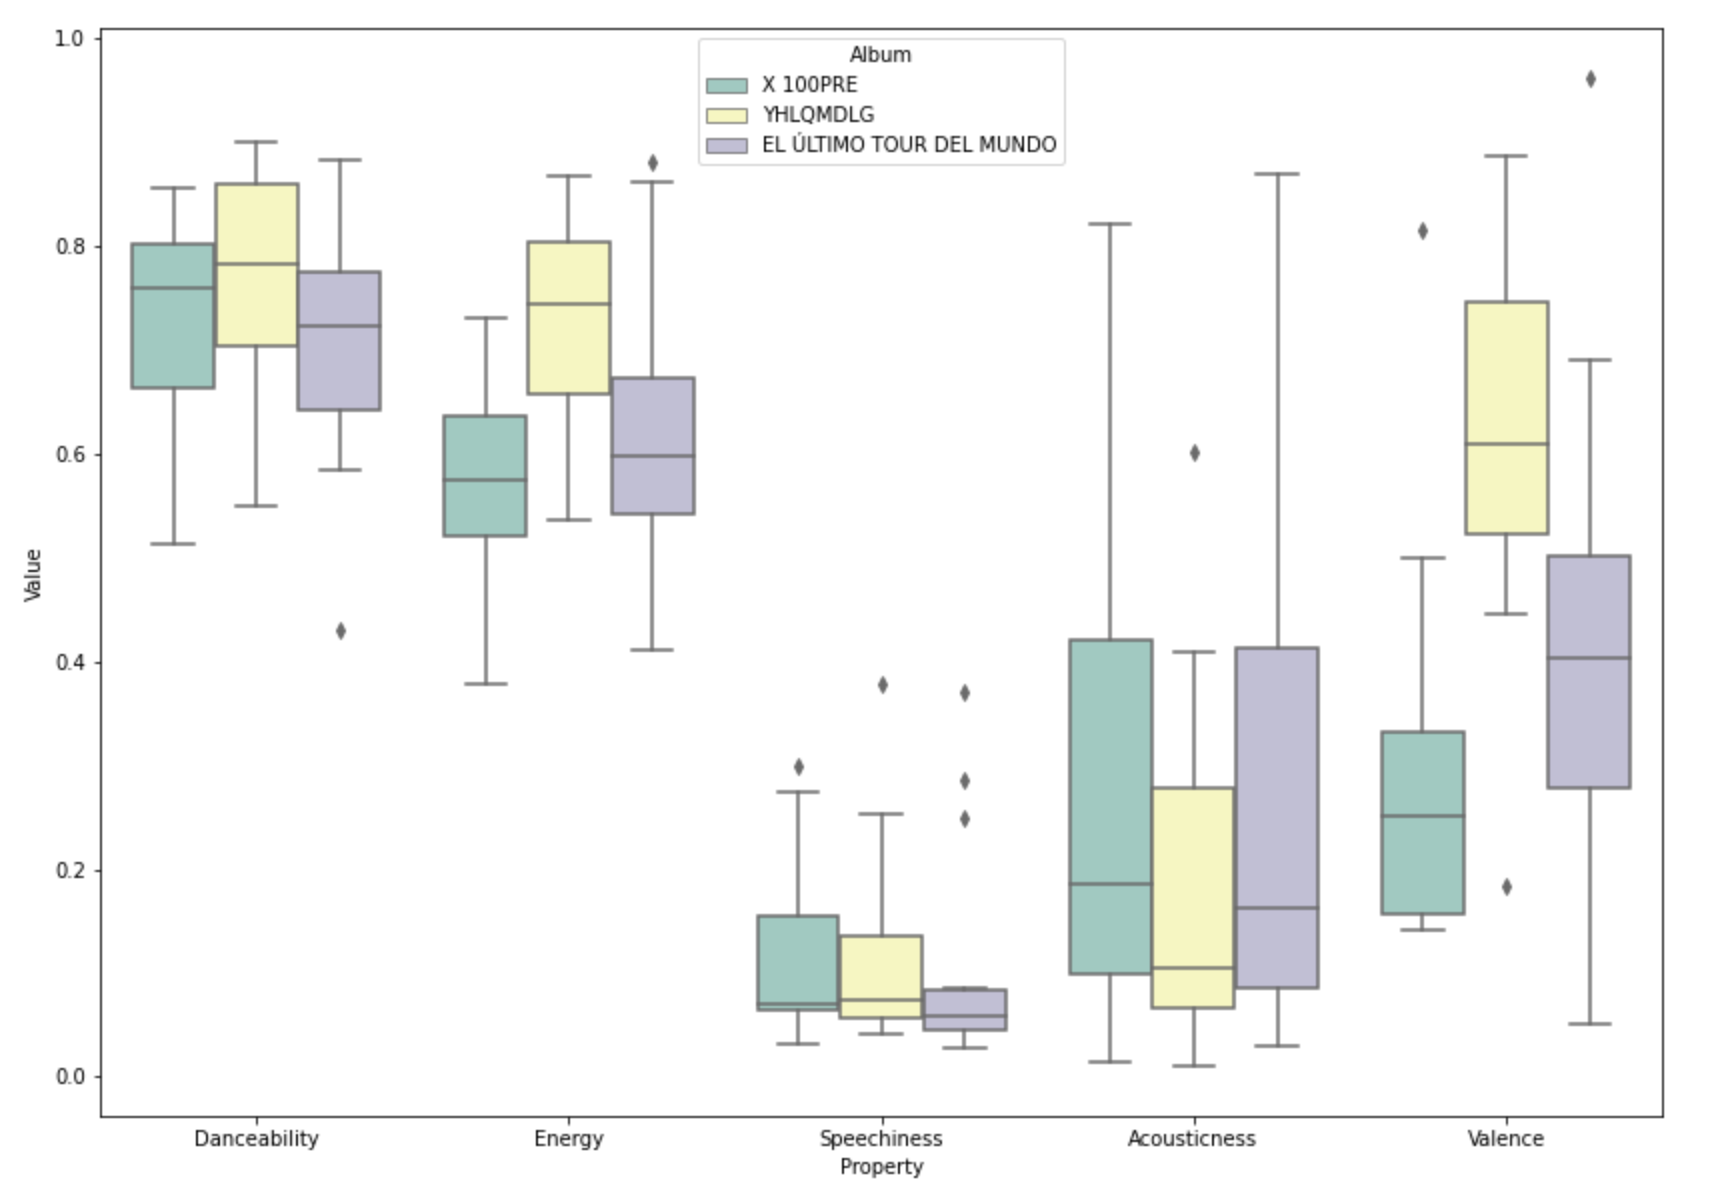 Album
X 100PRE
YHLQMDLG
EL ÚLTIMO TOUR DEL MUNDO
1.0
0.8
0.6
0.4
0.2
0.0
Value
Danceability Energy Speechiness Acousticness Valence
Property